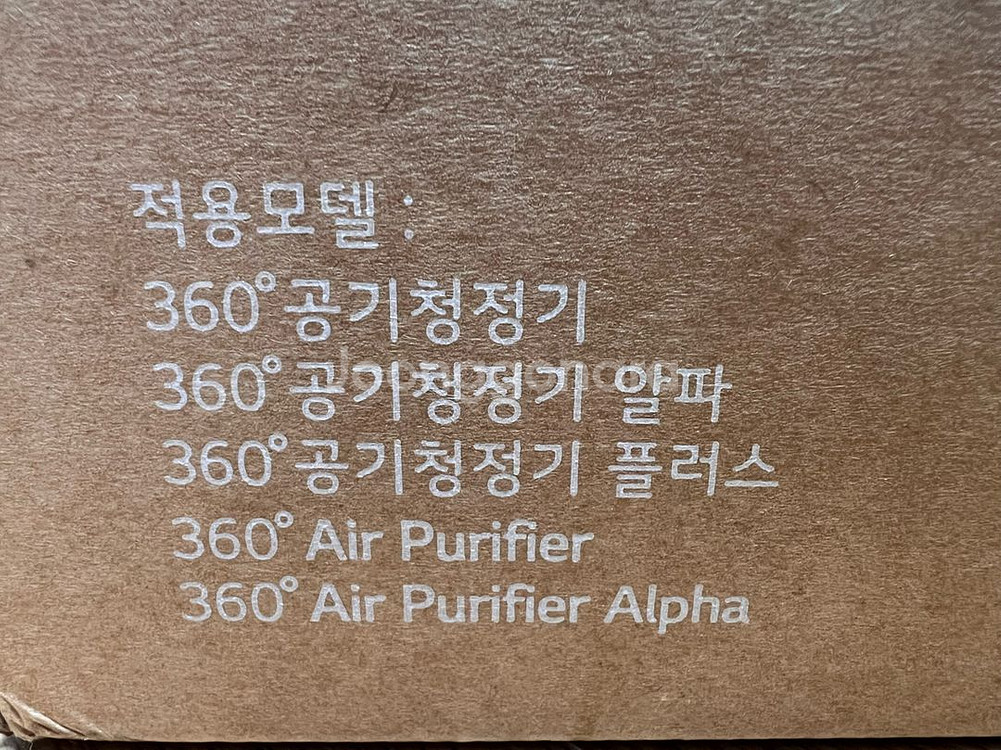 적용모델 :
360° 공기청정기
360° 공기청정기 알파
360° 공기청정기 플러스
360° Air Purifier
360° Air Purifier Alpha